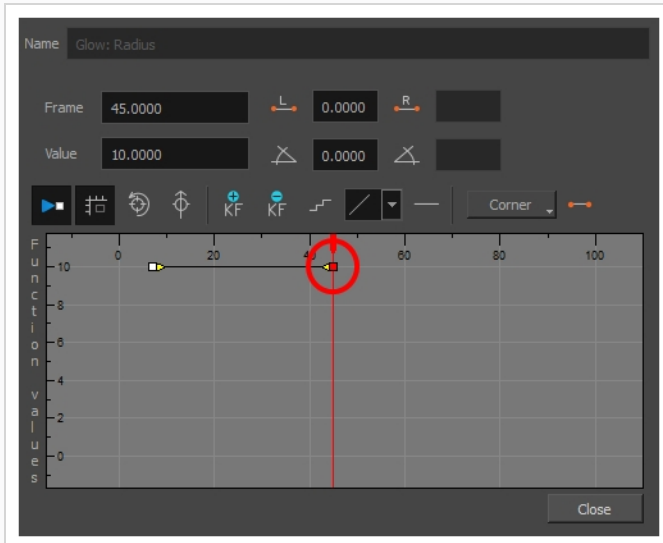 Name Glow: Radius
Frame 45.0000 L 0.0000 R
Value 10.0000 0.0000
KF KF Corner
Function values
0 20 40 60 80 100
10
8
6
4
2
0
Close